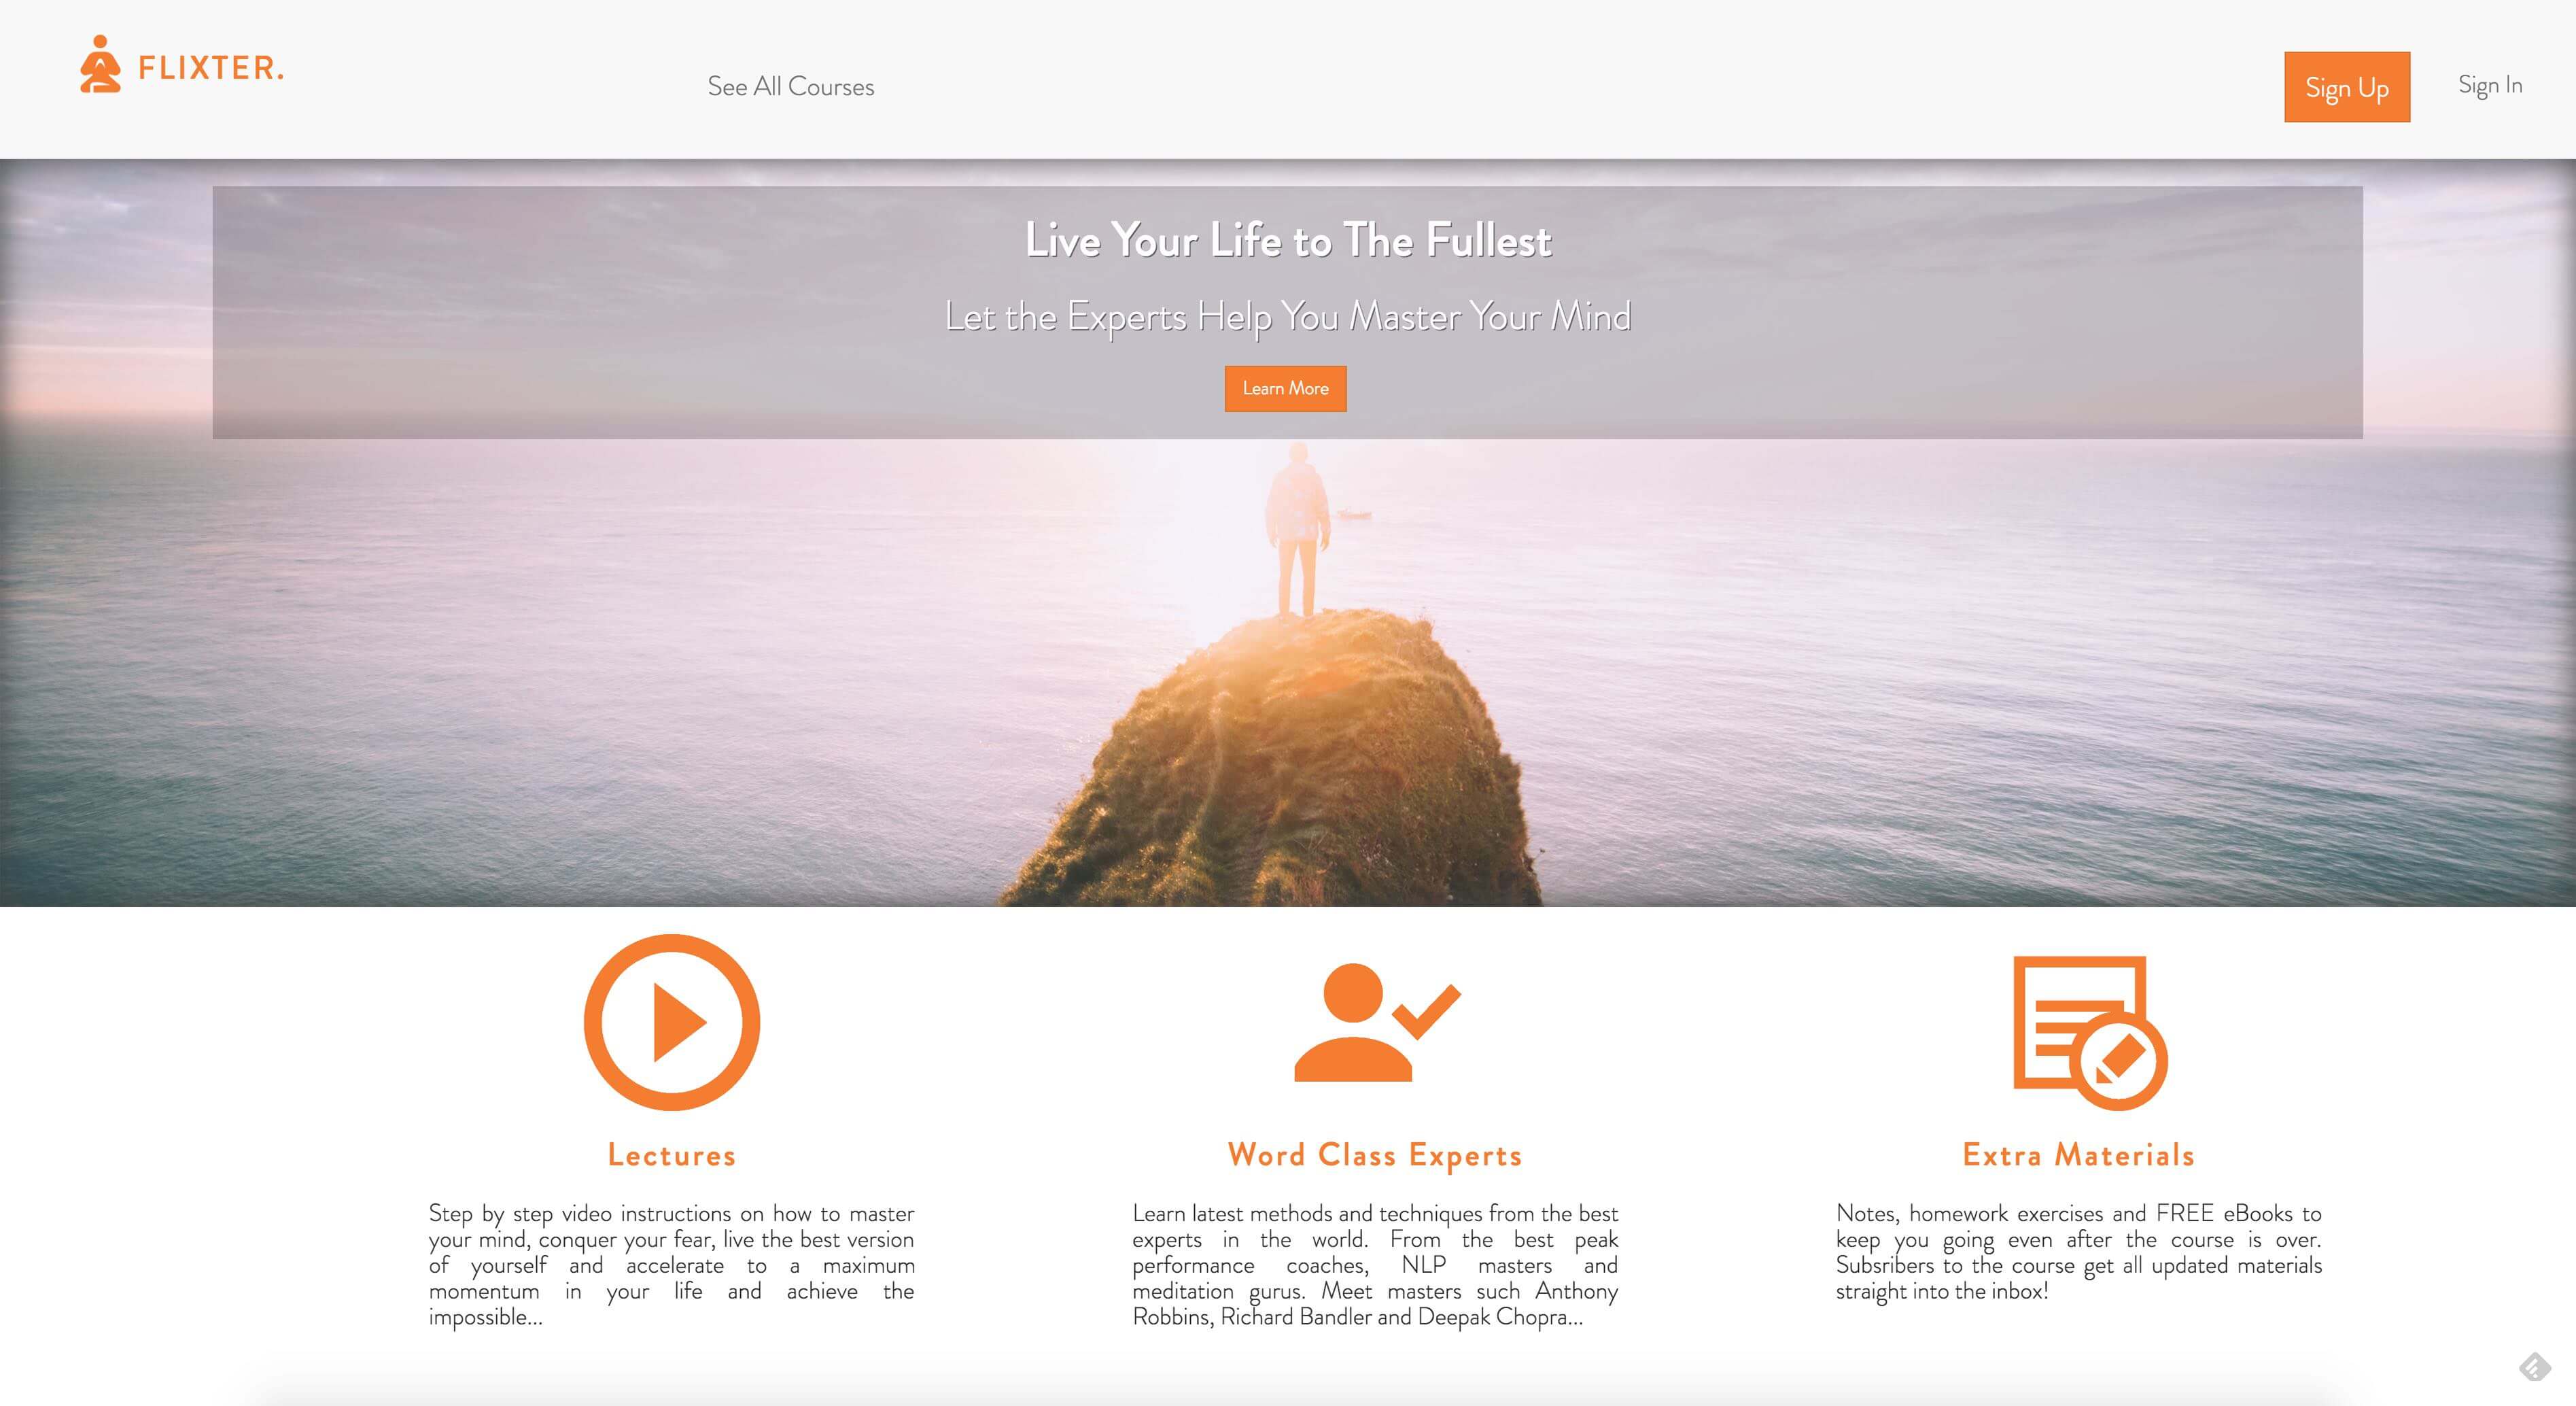 FLIXTER.
See All Courses
Sign Up
Sign In
Live Your Life to The Fullest
Let the Experts Help You Master Your Mind
Learn More
Lectures
Step by step video instructions on how to master
your mind, conquer your fear, live the best version
of yourself and accelerate to a maximum
momentum in your life and achieve the
impossible...
Word Class Experts
Learn latest methods and techniques from the best
experts in the world. From the best peak
performance coaches, NLP masters and
meditation gurus. Meet masters such Anthony
Robbins, Richard Bandler and Deepak Chopra...
Extra Materials
Notes, homework exercises and FREE eBooks to
keep you going even after the course is over.
Subsribers to the course get all updated materials
straight into the inbox!